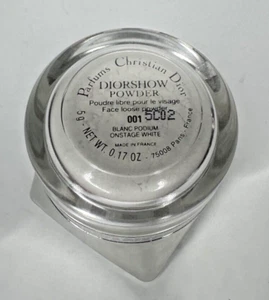 Parfums Christian Dior
DIORSHOW
POWDER
Poudre libre pour le visage
Face loose powder
001 5C02
BLANC PODIUM
ONSTAGE WHITE
MADE IN FRANCE
5 g - NET WT. 0.17 OZ - 75008 Paris, France